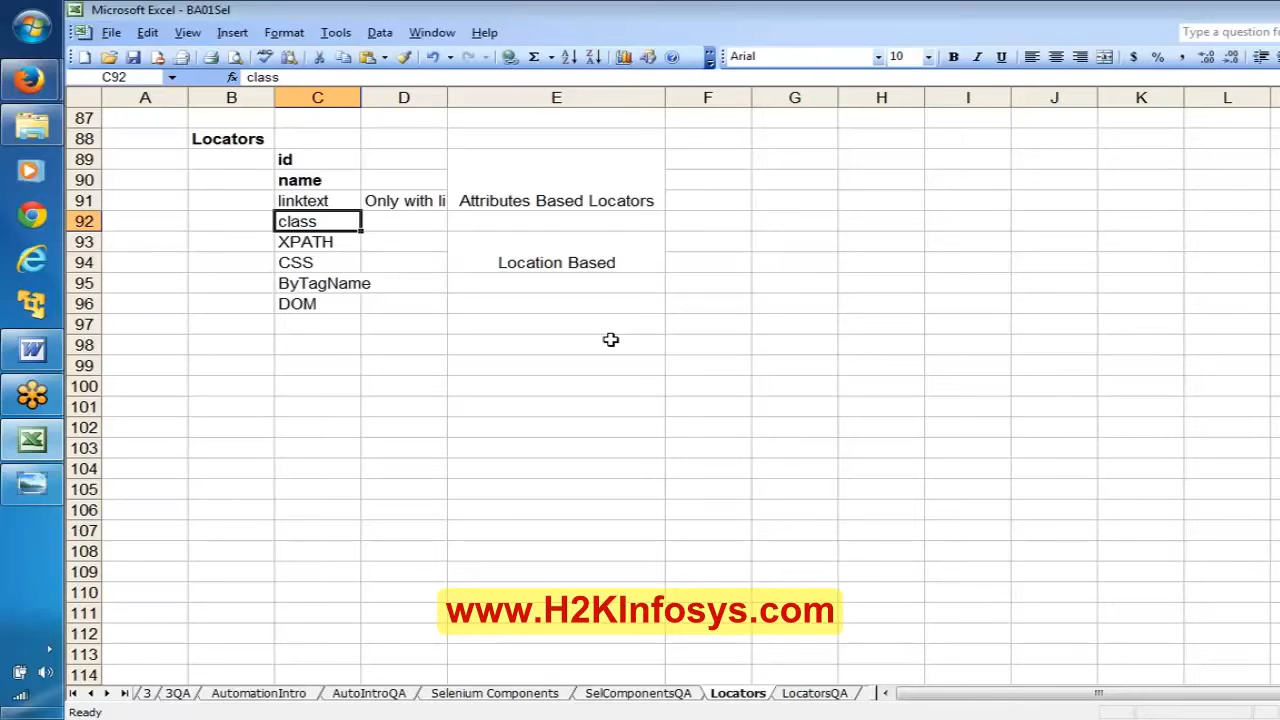 Microsoft Excel - BA01Sel
File Edit View Insert Format Tools Data Window Help
Type a question f
Arial 10 B I U
C92 fx class
A B C D E F G H I J K L
87
88 Locators
89 id
90 name
91 linktext Only with li Attributes Based Locators
92 class
93 XPATH
94 CSS Location Based
95 ByTagName
96 DOM
97
98
99
100
101
102
103
104
105
106
107
108
109
110
111
112
113
114
www.H2KInfosys.com
3 3QA AutomationIntro AutoIntroQA Selenium Components SelComponentsQA Locators LocatorsQA
Ready